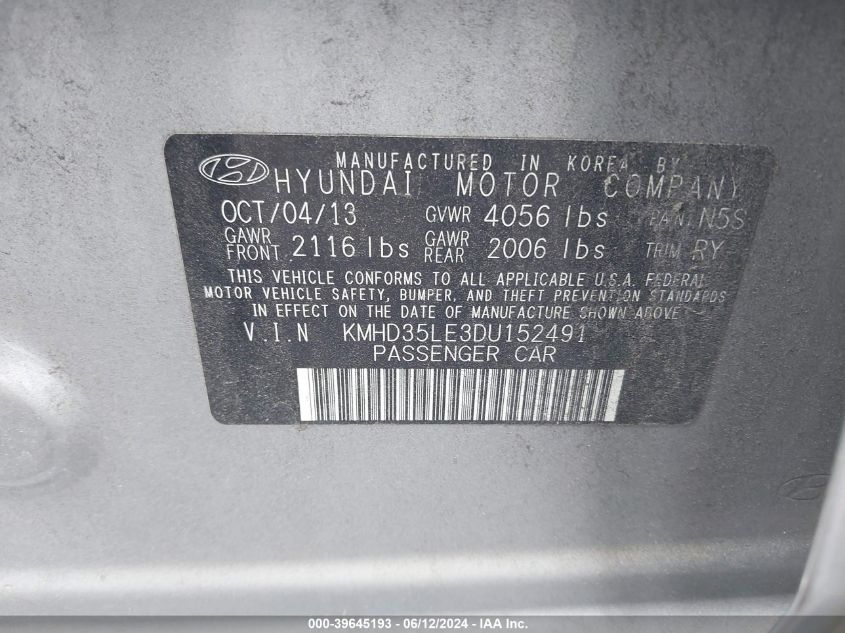 MANUFACTURED IN KOREA BY
HYUNDAI MOTOR COMPANY
OCT/04/13 GVWR 4056 lbs PAINT N5S
GAWR FRONT 2116 lbs GAWR REAR 2006 lbs TRIM RY
THIS VEHICLE CONFORMS TO ALL APPLICABLE U.S.A. FEDERAL
MOTOR VEHICLE SAFETY, BUMPER, AND THEFT PREVENTION STANDARDS
IN EFFECT ON THE DATE OF MANUFACTURE SHOWN ABOVE
V.I.N KMHD35LE3DU152491
PASSENGER CAR
000-39645193 - 06/12/2024 - IAA Inc.